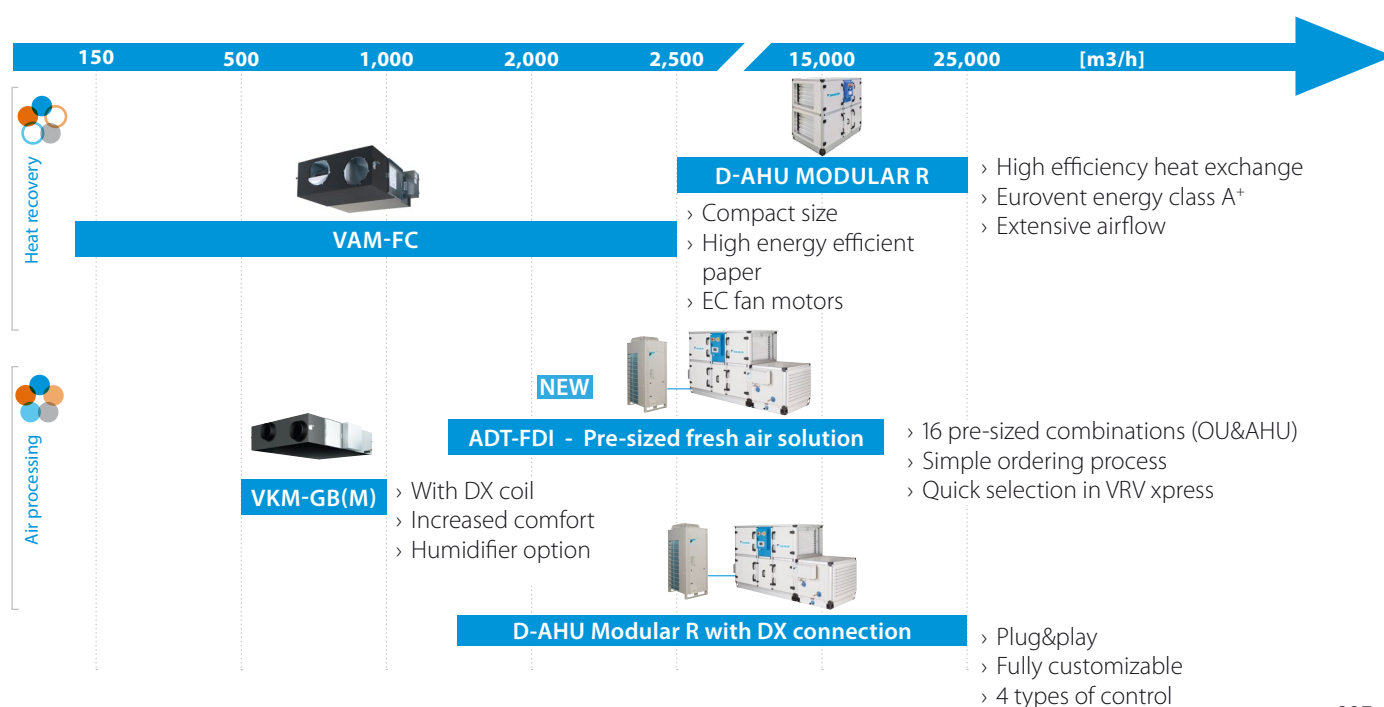 150 500 1,000 2,000 2,500 15,000 25,000 [m3/h]
Heat recovery
D-AHU MODULAR R
› High efficiency heat exchange
› Eurovent energy class A⁺
› Extensive airflow
VAM-FC
› Compact size
› High energy efficient
paper
› EC fan motors
Air processing
NEW
ADT-FDI - Pre-sized fresh air solution
› 16 pre-sized combinations (OU&AHU)
› Simple ordering process
› Quick selection in VRV xpress
VKM-GB(M)
› With DX coil
› Increased comfort
› Humidifier option
D-AHU Modular R with DX connection
› Plug&play
› Fully customizable
› 4 types of control